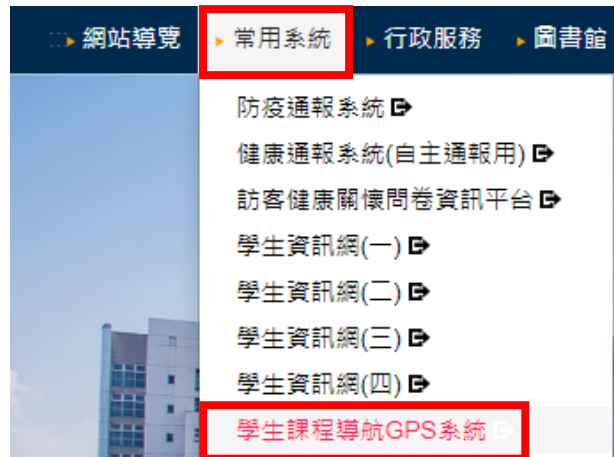 網站導覽 常用系統 行政服務 圖書館
防疫通報系統
健康通報系統(自主通報用)
訪客健康關懷問卷資訊平台
學生資訊網(一)
學生資訊網(二)
學生資訊網(三)
學生資訊網(四)
學生課程導航GPS系統